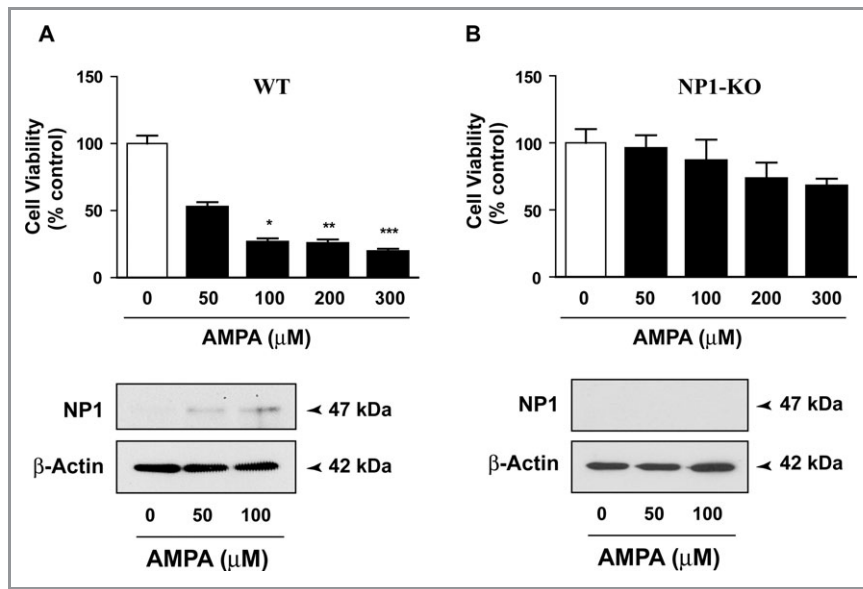 A
WT
Cell Viability
(% control)
150
100
50
0
*
**
***
0 50 100 200 300
AMPA (μM)
NP1
47 kDa
β-Actin
42 kDa
0 50 100
AMPA (μM)
B
NP1-KO
Cell Viability
(% control)
150
100
50
0
0 50 100 200 300
AMPA (μM)
NP1
47 kDa
β-Actin
42 kDa
0 50 100
AMPA (μM)